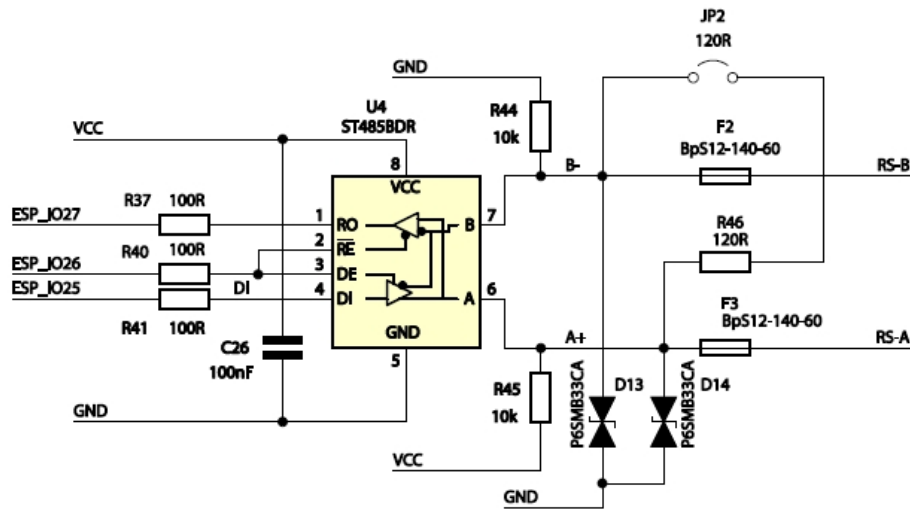 JP2
120R
GND
U4
ST485BDR
R44
10k
F2
BpS12-140-60
VCC
8
VCC
B-
RS-B
R37 100R
ESP_IO27
1
RO
B
7
R40 100R
2
RE
R46
120R
ESP_IO26
3
DE
ESP_IO25
DI
4
DI
A
6
R41 100R
GND
5
F3
BpS12-140-60
A+
RS-A
C26
100nF
R45
10k
P6SMB33CA
D13
P6SMB33CA
D14
GND
VCC
GND